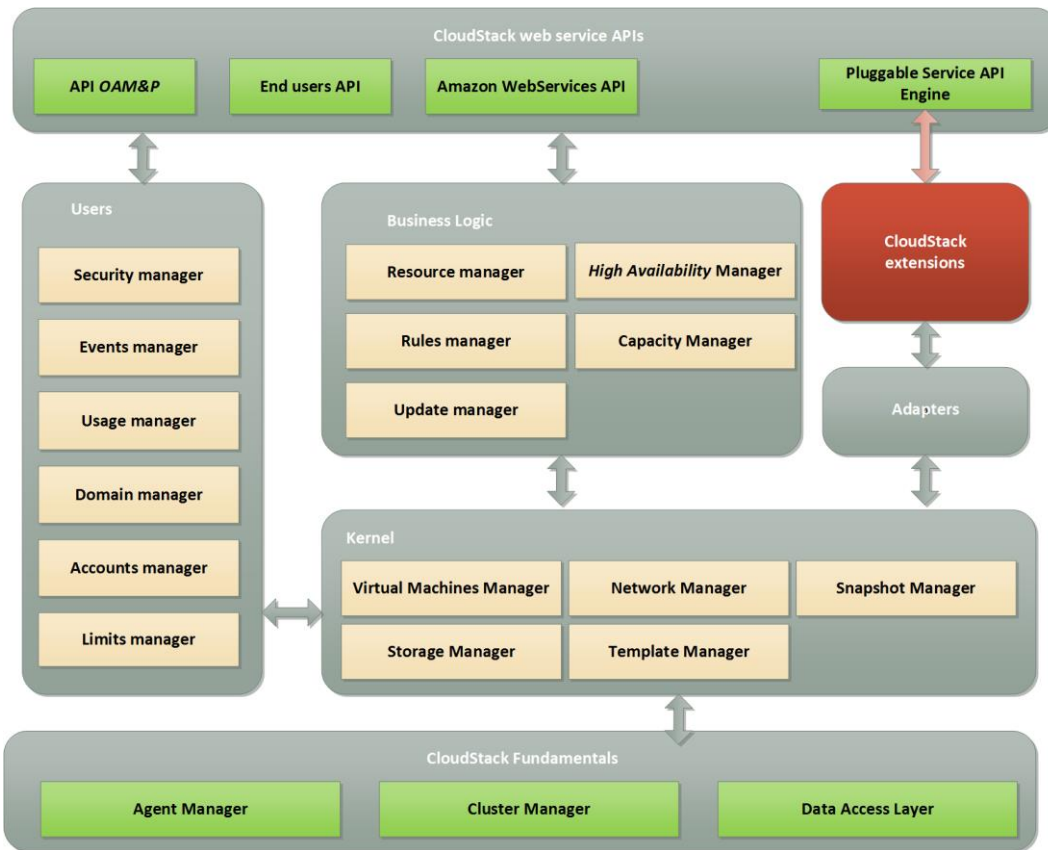 CloudStack web service APIs
API OAM&P
End users API
Amazon WebServices API
Pluggable Service API
Engine
Users
Security manager
Events manager
Usage manager
Domain manager
Accounts manager
Limits manager
Business Logic
Resource manager
High Availability Manager
Rules manager
Capacity Manager
Update manager
CloudStack
extensions
Adapters
Kernel
Virtual Machines Manager
Network Manager
Snapshot Manager
Storage Manager
Template Manager
CloudStack Fundamentals
Agent Manager
Cluster Manager
Data Access Layer